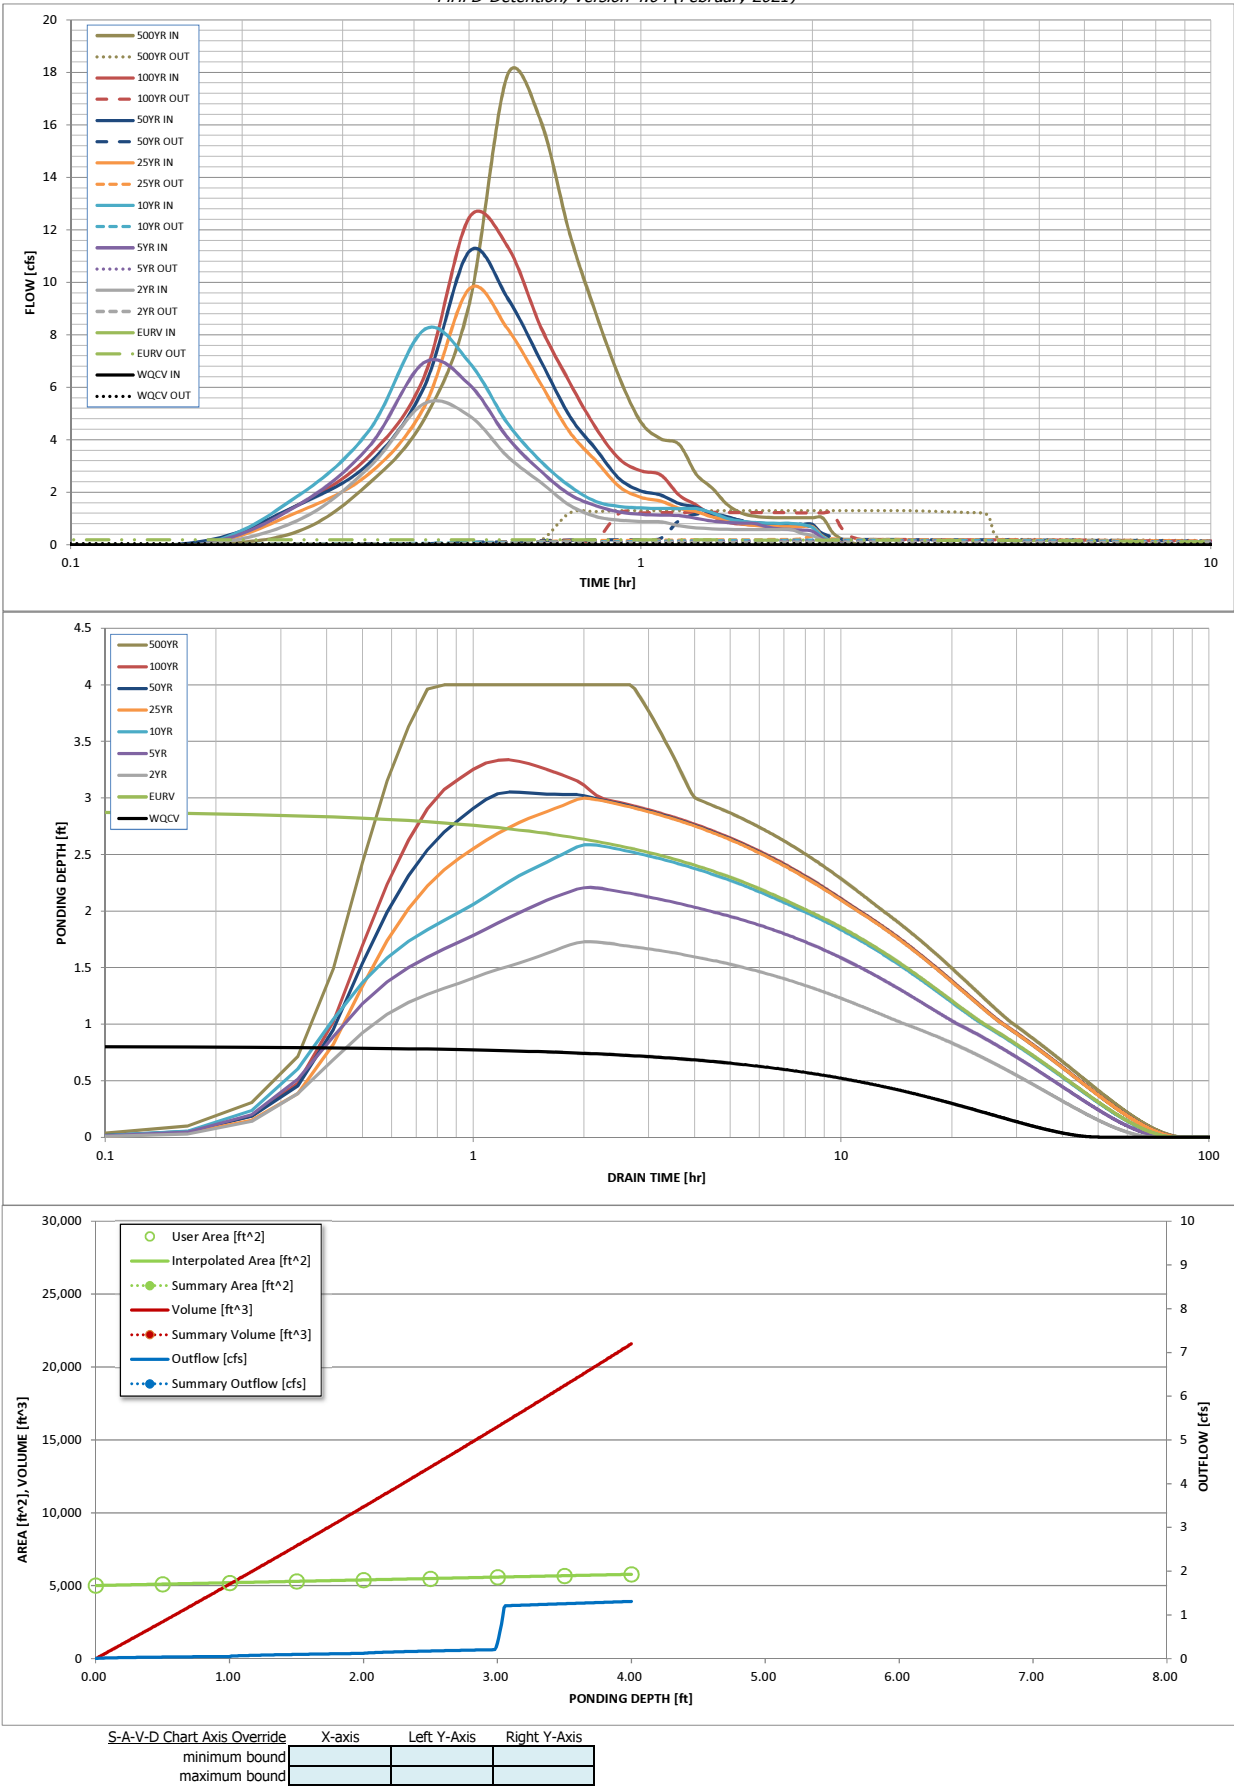 MHFD-Detention, Version 4.04 (February 2021)
20
18
16
14
12
10
8
6
4
2
0
FLOW [cfs]
500YR IN
500YR OUT
100YR IN
100YR OUT
50YR IN
50YR OUT
25YR IN
25YR OUT
10YR IN
10YR OUT
5YR IN
5YR OUT
2YR IN
2YR OUT
EURV IN
EURV OUT
WQCV IN
WQCV OUT
0.1
1
10
TIME [hr]
4.5
4
3.5
3
2.5
2
1.5
1
0.5
0
PONDING DEPTH [ft]
500YR
100YR
50YR
25YR
10YR
5YR
2YR
EURV
WQCV
0.1
1
10
100
DRAIN TIME [hr]
30,000
25,000
20,000
15,000
10,000
5,000
0
AREA [ft^2], VOLUME [ft^3]
User Area [ft^2]
Interpolated Area [ft^2]
Summary Area [ft^2]
Volume [ft^3]
Summary Volume [ft^3]
Outflow [cfs]
Summary Outflow [cfs]
10
9
8
7
6
5
4
3
2
1
0
OUTFLOW [cfs]
0.00
1.00
2.00
3.00
4.00
5.00
6.00
7.00
8.00
PONDING DEPTH [ft]
S-A-V-D Chart Axis Override X-axis Left Y-Axis Right Y-Axis
minimum bound
maximum bound